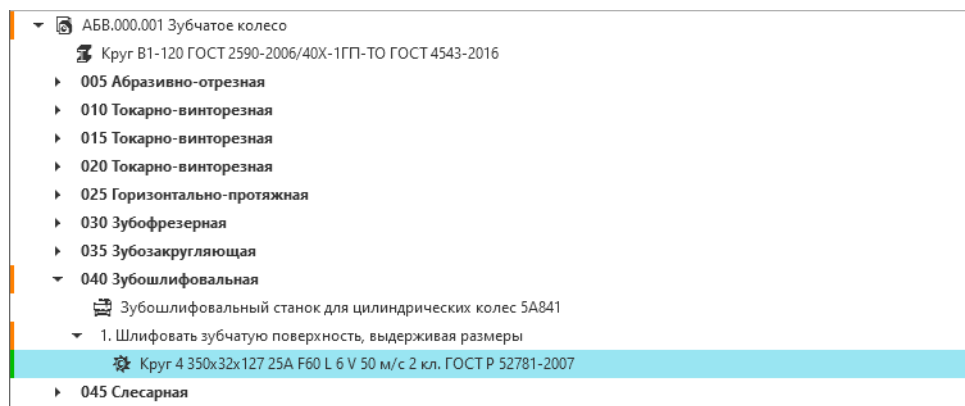 АБВ.000.001 Зубчатое колесо
Круг В1-120 ГОСТ 2590-2006/40Х-1ГП-ТО ГОСТ 4543-2016
005 Абразивно-отрезная
010 Токарно-винторезная
015 Токарно-винторезная
020 Токарно-винторезная
025 Горизонтально-протяжная
030 Зубофрезерная
035 Зубозакругляющая
040 Зубошлифовальная
Зубошлифовальный станок для цилиндрических колес 5А841
1. Шлифовать зубчатую поверхность, выдерживая размеры
Круг 4 350х32х127 25А F60 L 6 V 50 м/с 2 кл. ГОСТ Р 52781-2007
045 Слесарная